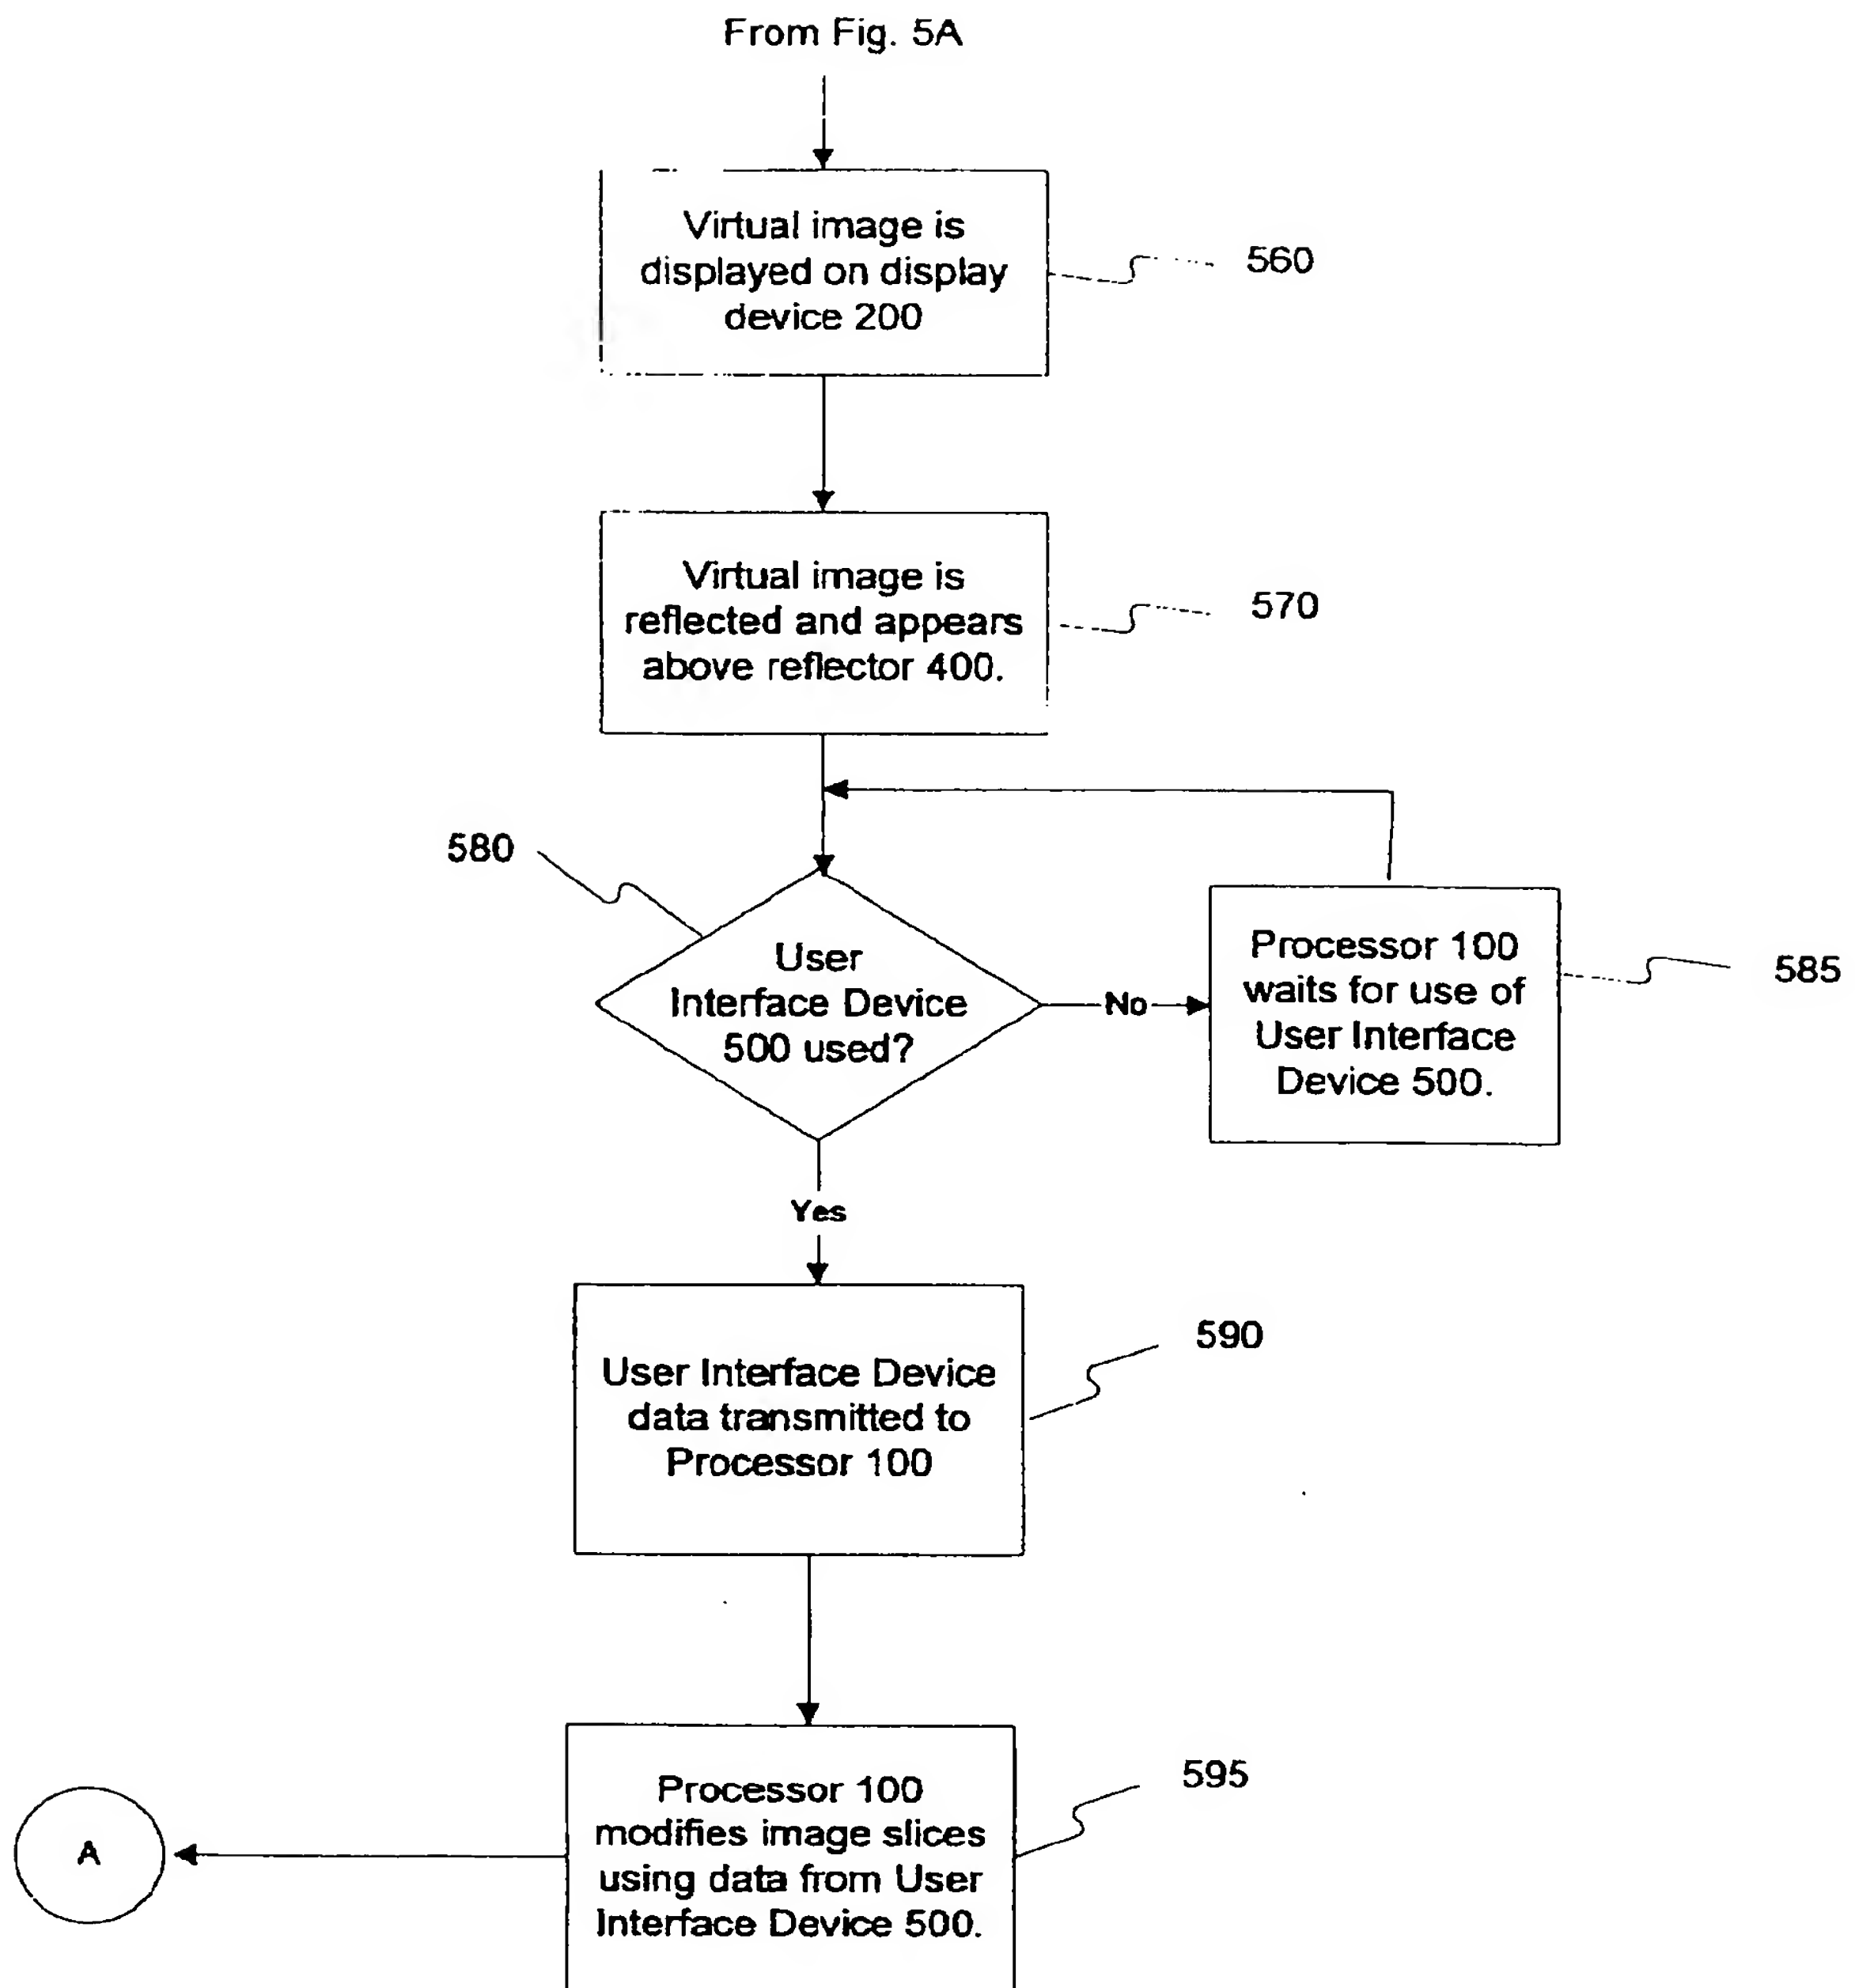 From Fig. 5A
Virtual image is
displayed on display
device 200
560
Virtual image is
reflected and appears
above reflector 400.
570
580
User
Interface Device
500 used?
No
Processor 100
waits for use of
User Interface
Device 500.
585
Yes
User Interface Device
data transmitted to
Processor 100
590
Processor 100
modifies image slices
using data from User
Interface Device 500.
595
A